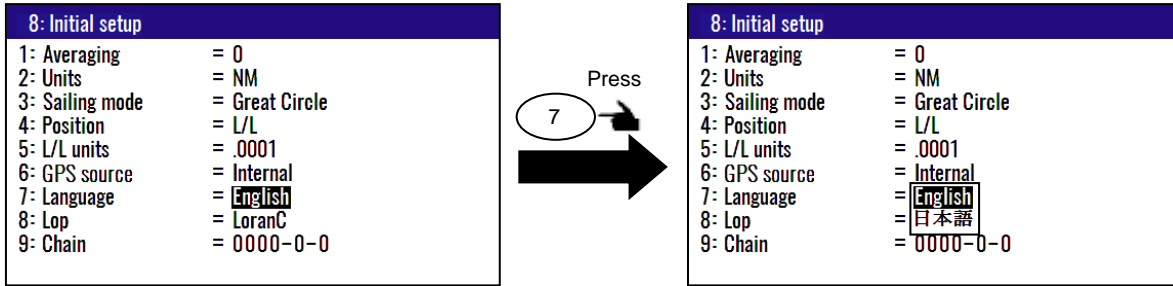 8: Initial setup
1: Averaging = 0
2: Units = NM
3: Sailing mode = Great Circle
4: Position = L/L
5: L/L units = .0001
6: GPS source = Internal
7: Language = English
8: Lop = LoranC
9: Chain = 0000-0-0
Press
7
8: Initial setup
1: Averaging = 0
2: Units = NM
3: Sailing mode = Great Circle
4: Position = L/L
5: L/L units = .0001
6: GPS source = Internal
7: Language = English
8: Lop = 日本語
9: Chain = 0000-0-0